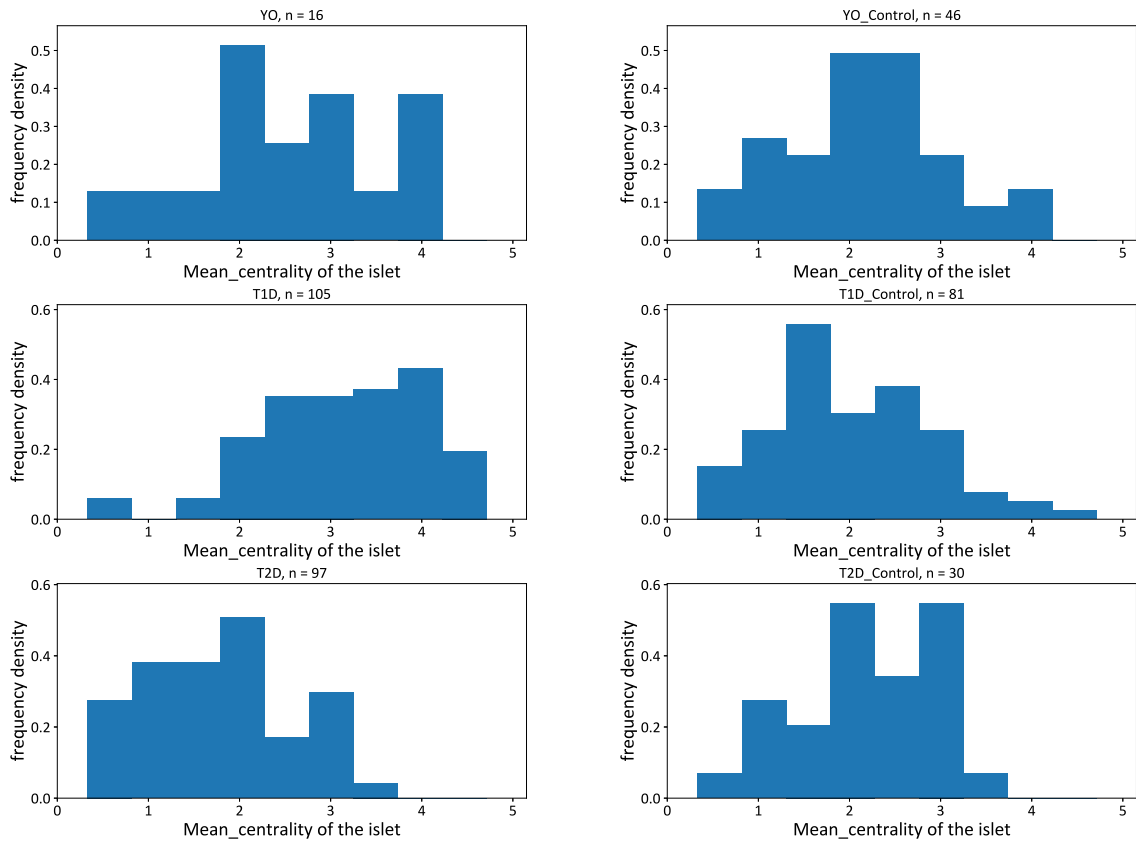 YO, n = 16
frequency density
0.5
0.4
0.3
0.2
0.1
0.0
0 1 2 3 4 5
Mean_centrality of the islet
YO_Control, n = 46
frequency density
0.5
0.4
0.3
0.2
0.1
0.0
0 1 2 3 4 5
Mean_centrality of the islet
T1D, n = 105
frequency density
0.6
0.4
0.2
0.0
0 1 2 3 4 5
Mean_centrality of the islet
T1D_Control, n = 81
frequency density
0.6
0.4
0.2
0.0
0 1 2 3 4 5
Mean_centrality of the islet
T2D, n = 97
frequency density
0.6
0.4
0.2
0.0
0 1 2 3 4 5
Mean_centrality of the islet
T2D_Control, n = 30
frequency density
0.6
0.4
0.2
0.0
0 1 2 3 4 5
Mean_centrality of the islet